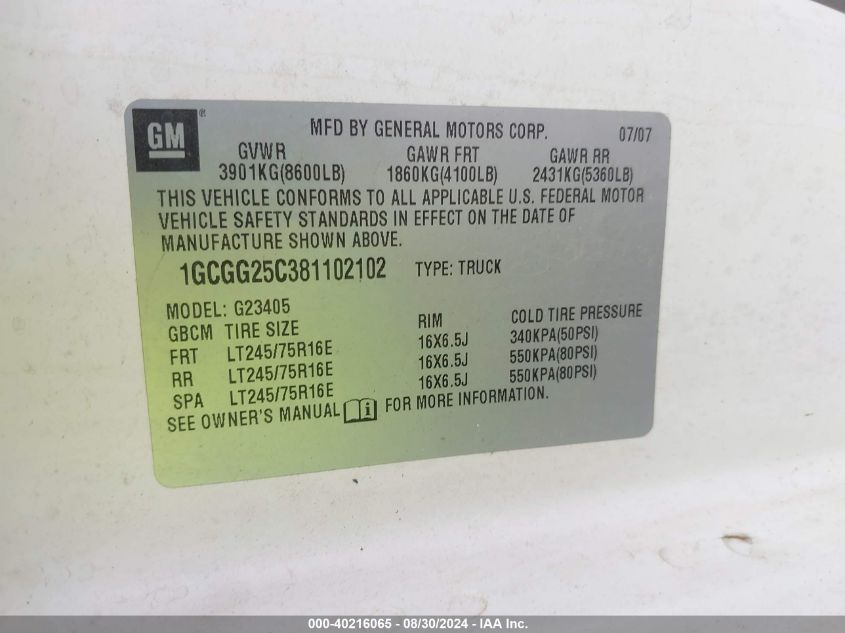 GM ®
MFD BY GENERAL MOTORS CORP. 07/07
GVWR GAWR FRT GAWR RR
3901KG(8600LB) 1860KG(4100LB) 2431KG(5360LB)
THIS VEHICLE CONFORMS TO ALL APPLICABLE U.S. FEDERAL MOTOR
VEHICLE SAFETY STANDARDS IN EFFECT ON THE DATE OF
MANUFACTURE SHOWN ABOVE.
1GCGG25C381102102 TYPE: TRUCK
MODEL: G23405
GBCM TIRE SIZE RIM COLD TIRE PRESSURE
FRT LT245/75R16E 16X6.5J 340KPA(50PSI)
RR LT245/75R16E 16X6.5J 550KPA(80PSI)
SPA LT245/75R16E 16X6.5J 550KPA(80PSI)
SEE OWNER'S MANUAL i FOR MORE INFORMATION.
000-40216065 - 08/30/2024 - IAA Inc.